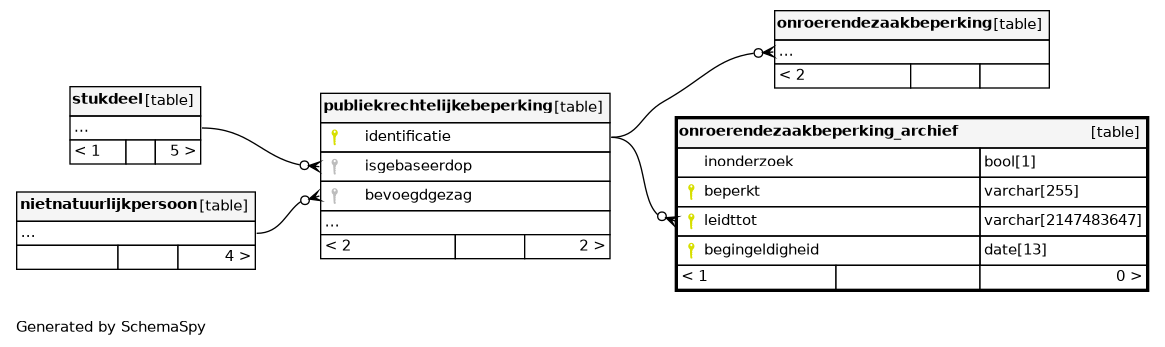 onroerendezaakbeperking [table]
...
< 2
stukdeel [table]
...
< 1 5 >
publiekrechtelijkebeperking [table]
identificatie
isgebaseerdop
bevoegdgezag
...
< 2 2 >
onroerendezaakbeperking_archief [table]
inonderzoek bool[1]
beperkt varchar[255]
leidttot varchar[2147483647]
begingeldigheid date[13]
< 1 0 >
nietnatuurlijkpersoon [table]
...
4 >
Generated by SchemaSpy